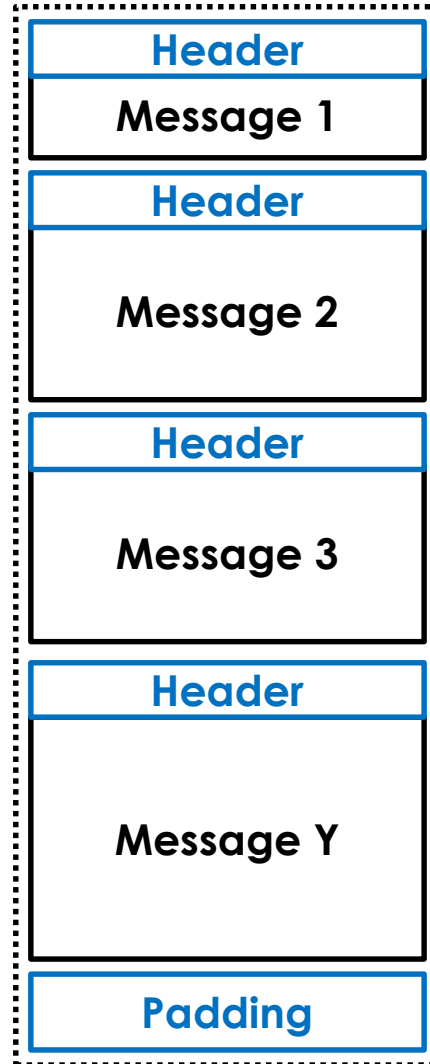 Header
Message 1
Header
Message 2
Header
Message 3
Header
Message Y
Padding